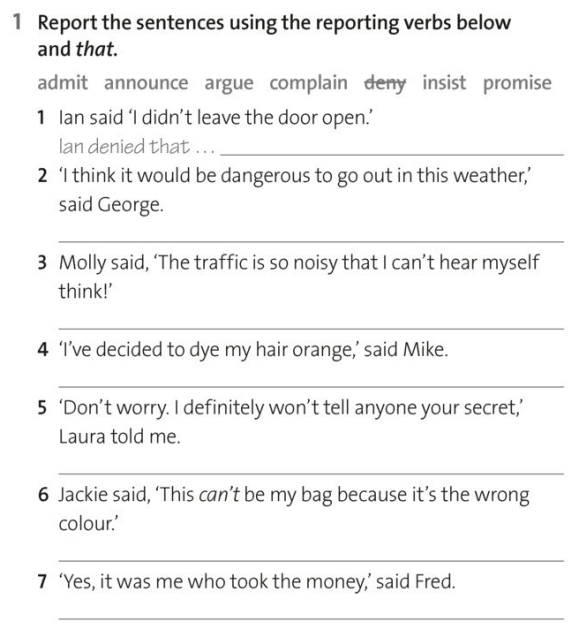 1 Report the sentences using the reporting verbs below
and that.
admit announce argue complain deny insist promise
1 Ian said ‘I didn’t leave the door open.’
Ian denied that ...
2 ‘I think it would be dangerous to go out in this weather,’
said George.
3 Molly said, ‘The traffic is so noisy that I can’t hear myself
think!’
4 ‘I’ve decided to dye my hair orange,’ said Mike.
5 ‘Don’t worry. I definitely won’t tell anyone your secret,’
Laura told me.
6 Jackie said, ‘This can’t be my bag because it’s the wrong
colour.’
7 ‘Yes, it was me who took the money,’ said Fred.